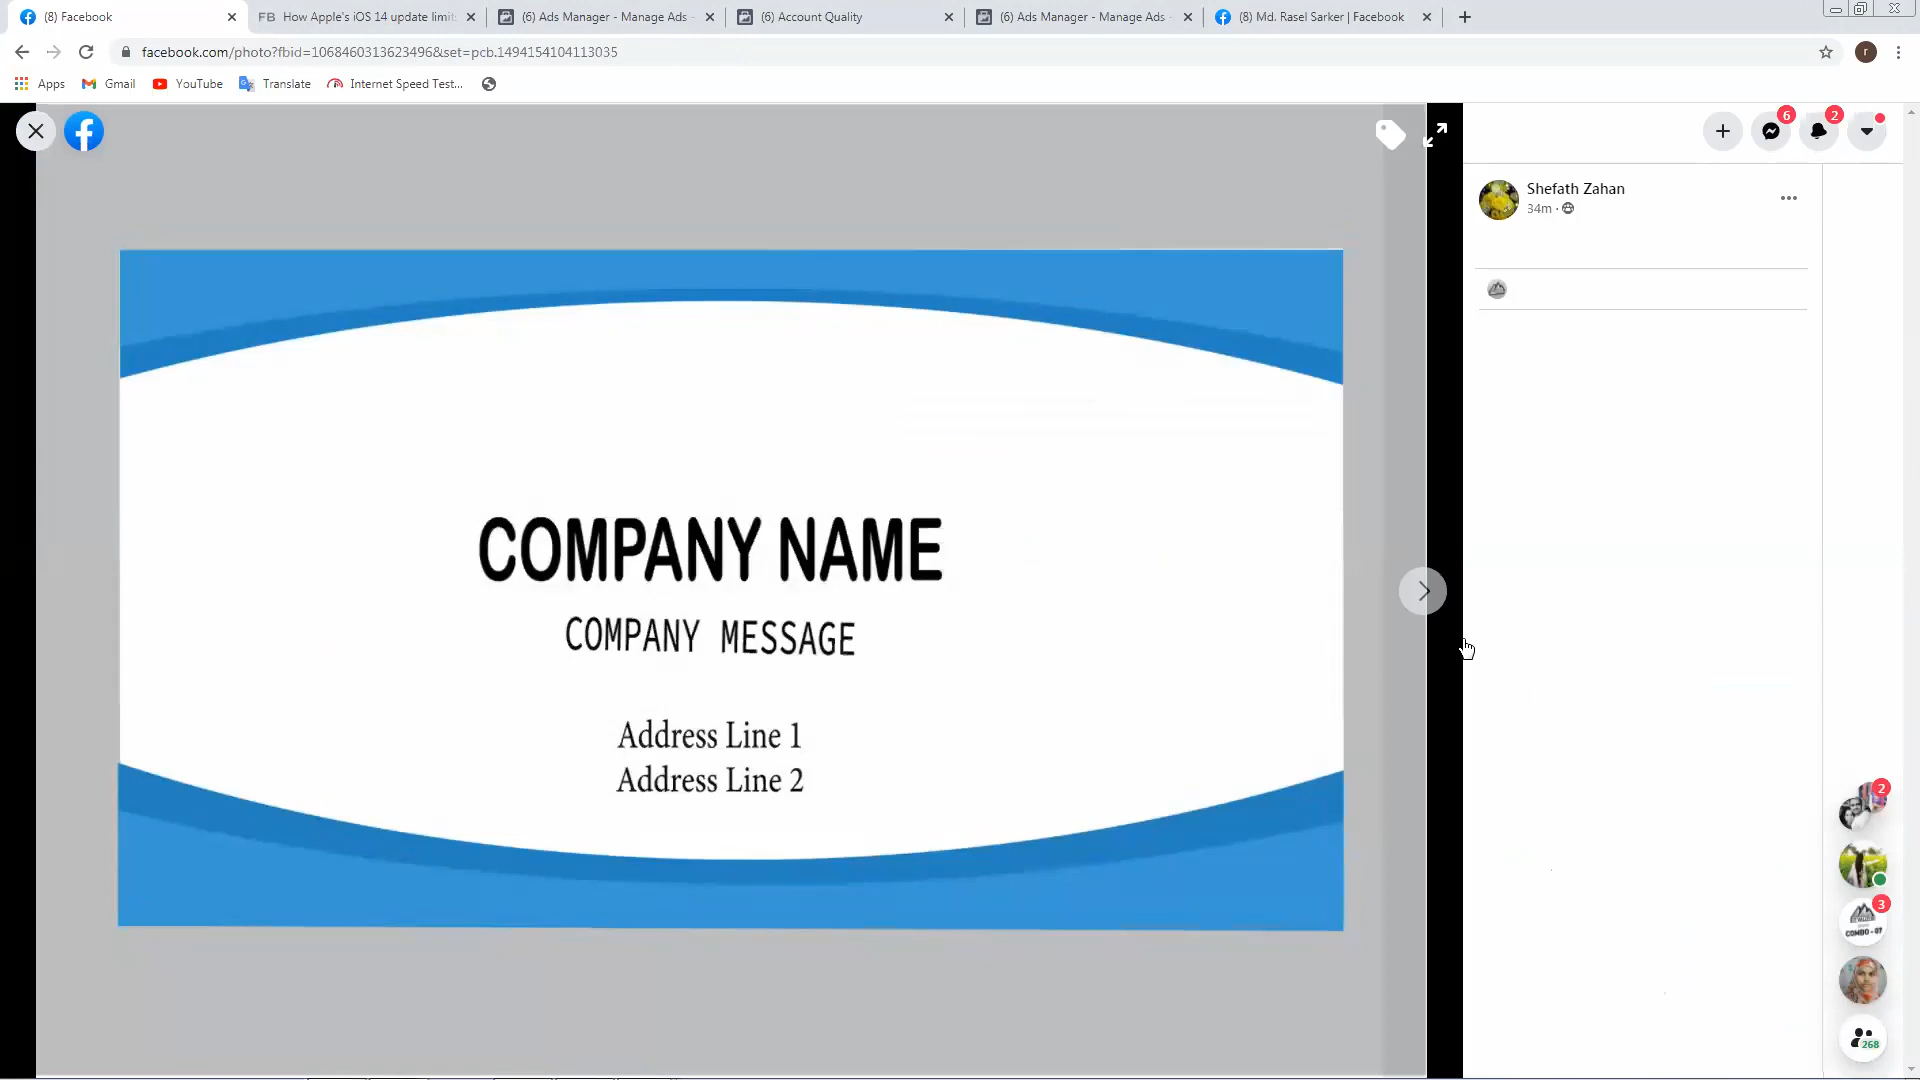 (8) Facebook
FB How Apple's iOS 14 update limit
(6) Ads Manager - Manage Ads -
(6) Account Quality
(6) Ads Manager - Manage Ads -
(8) Md. Rasel Sarker | Facebook
facebook.com/photo?fbid=1068460313623496&set=pcb.1494154104113035
r
Apps
Gmail
YouTube
Translate
Internet Speed Test...
6
2
Shefath Zahan
34m ·
COMPANY NAME
COMPANY MESSAGE
Address Line 1
Address Line 2
2
3
COMBO - 07
268